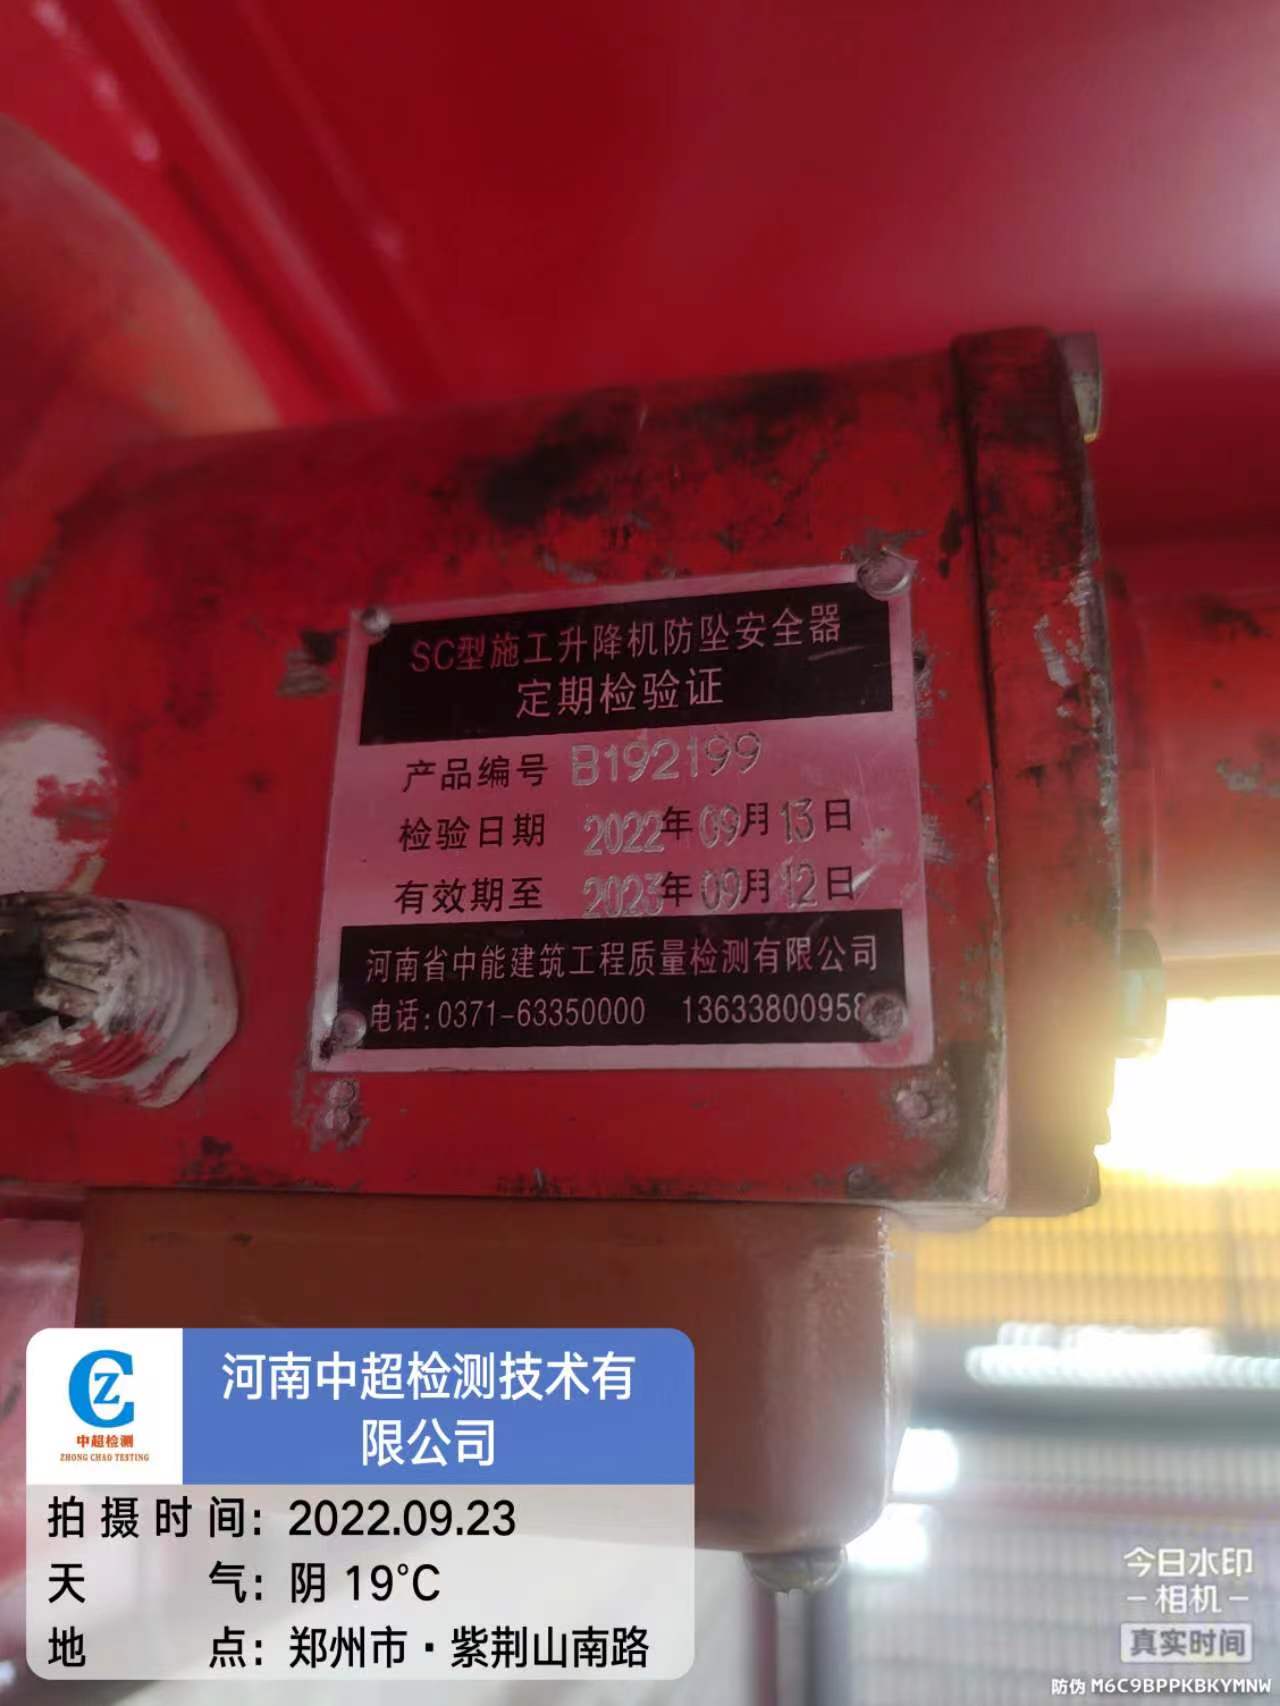 SC型施工升降机防坠安全器
定期检验证
产品编号 B192199
检验日期 2022年09月13日
有效期至 2023年09月12日
河南省中能建筑工程质量检测有限公司
电话:0371-63350000 13633800958
CZ
中超检测
ZHONG CHAO TESTING
河南中超检测技术有
限公司
拍摄时间: 2022.09.23
天气: 阴 19°C
地点: 郑州市·紫荆山南路
今日水印
-相机-
真实时间
防伪 M6C9BPPKBKYMNW